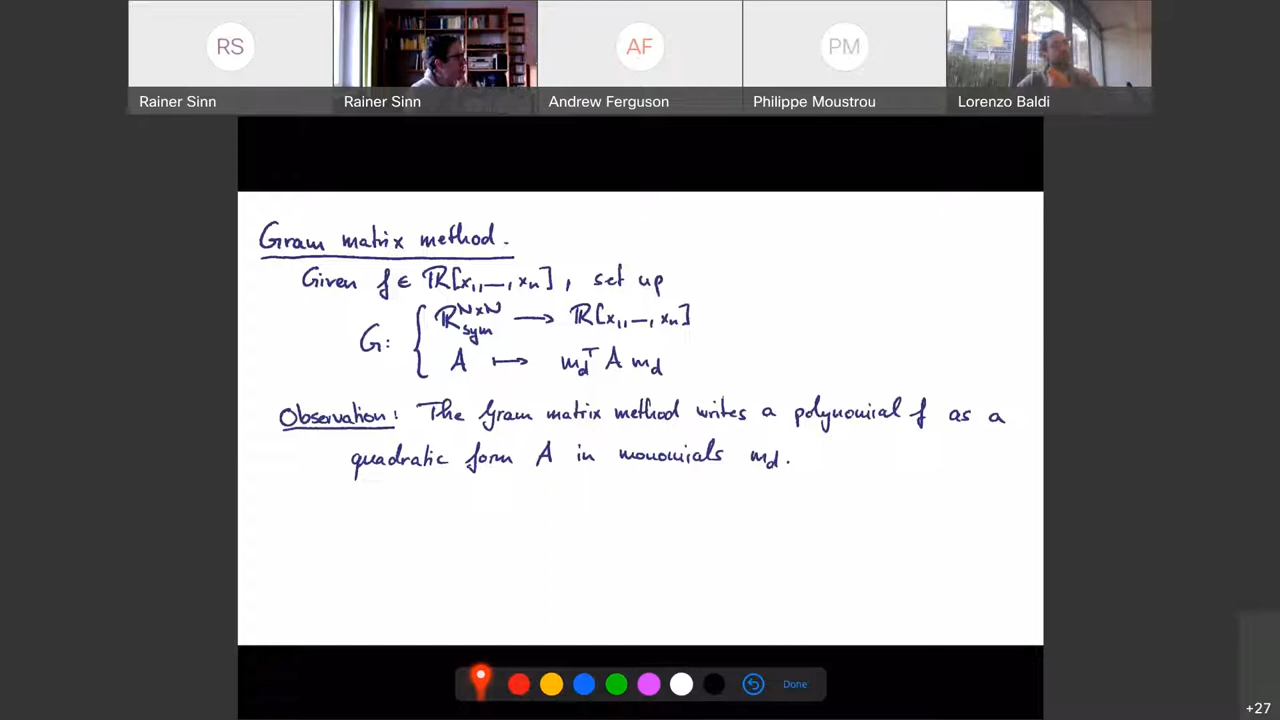 RS
AF
PM
Rainer Sinn
Rainer Sinn
Andrew Ferguson
Philippe Moustrou
Lorenzo Baldi
Gram matrix method.
Given f ∈ ℝ[x₁,—,xₙ], set up
G: { ℝ^{N×N}_{sym} ⟶ ℝ[x₁,—,xₙ]
A ⟼ m_d^T A m_d
Observation: The Gram matrix method writes a polynomial f as a
quadratic form A in monomials m_d.
Done
+27